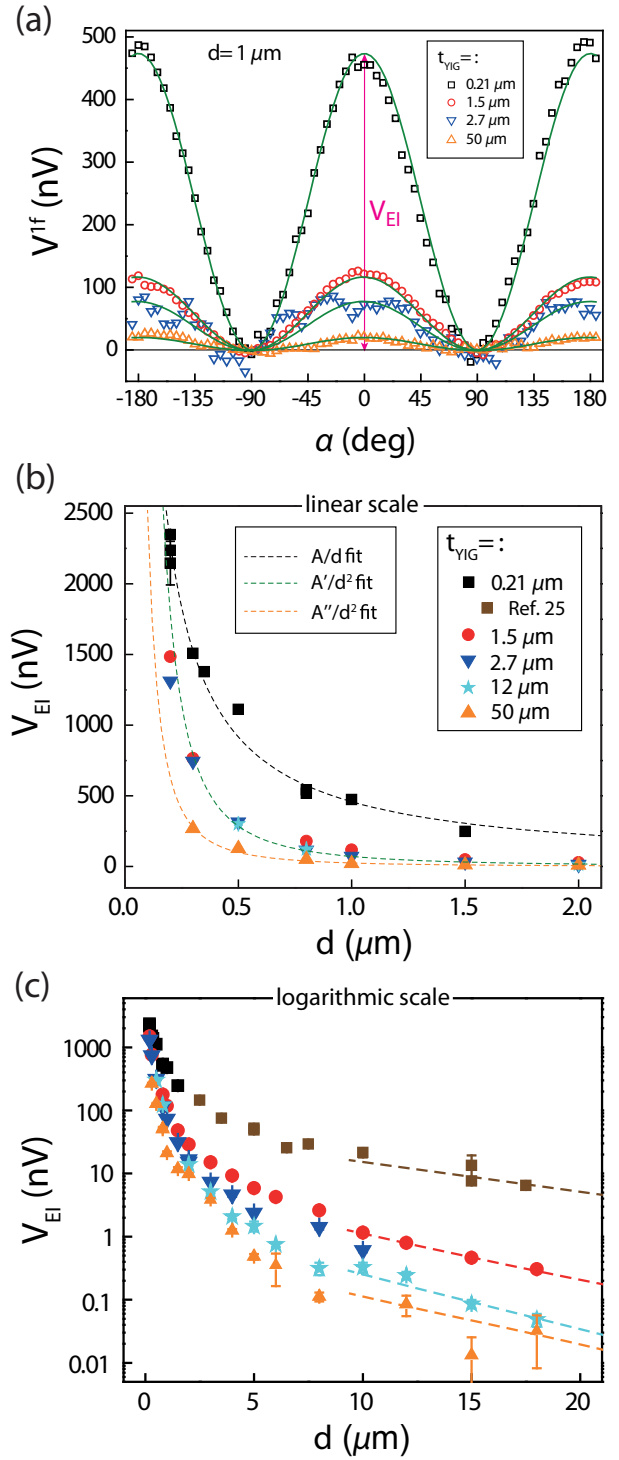 (a)
500
400
300
200
100
0
V¹ᶠ (nV)
d= 1 μm
t_YIG = :
0.21 μm
1.5 μm
2.7 μm
50 μm
V_EI
-180 -135 -90 -45 0 45 90 135 180
α (deg)
(b)
linear scale
2500
2000
1500
1000
500
0
V_EI (nV)
A/d fit
A′/d² fit
A′′/d² fit
t_YIG = :
0.21 μm
Ref. 25
1.5 μm
2.7 μm
12 μm
50 μm
0.0 0.5 1.0 1.5 2.0
d (μm)
(c)
logarithmic scale
1000
100
10
1
0.1
0.01
V_EI (nV)
0 5 10 15 20
d (μm)